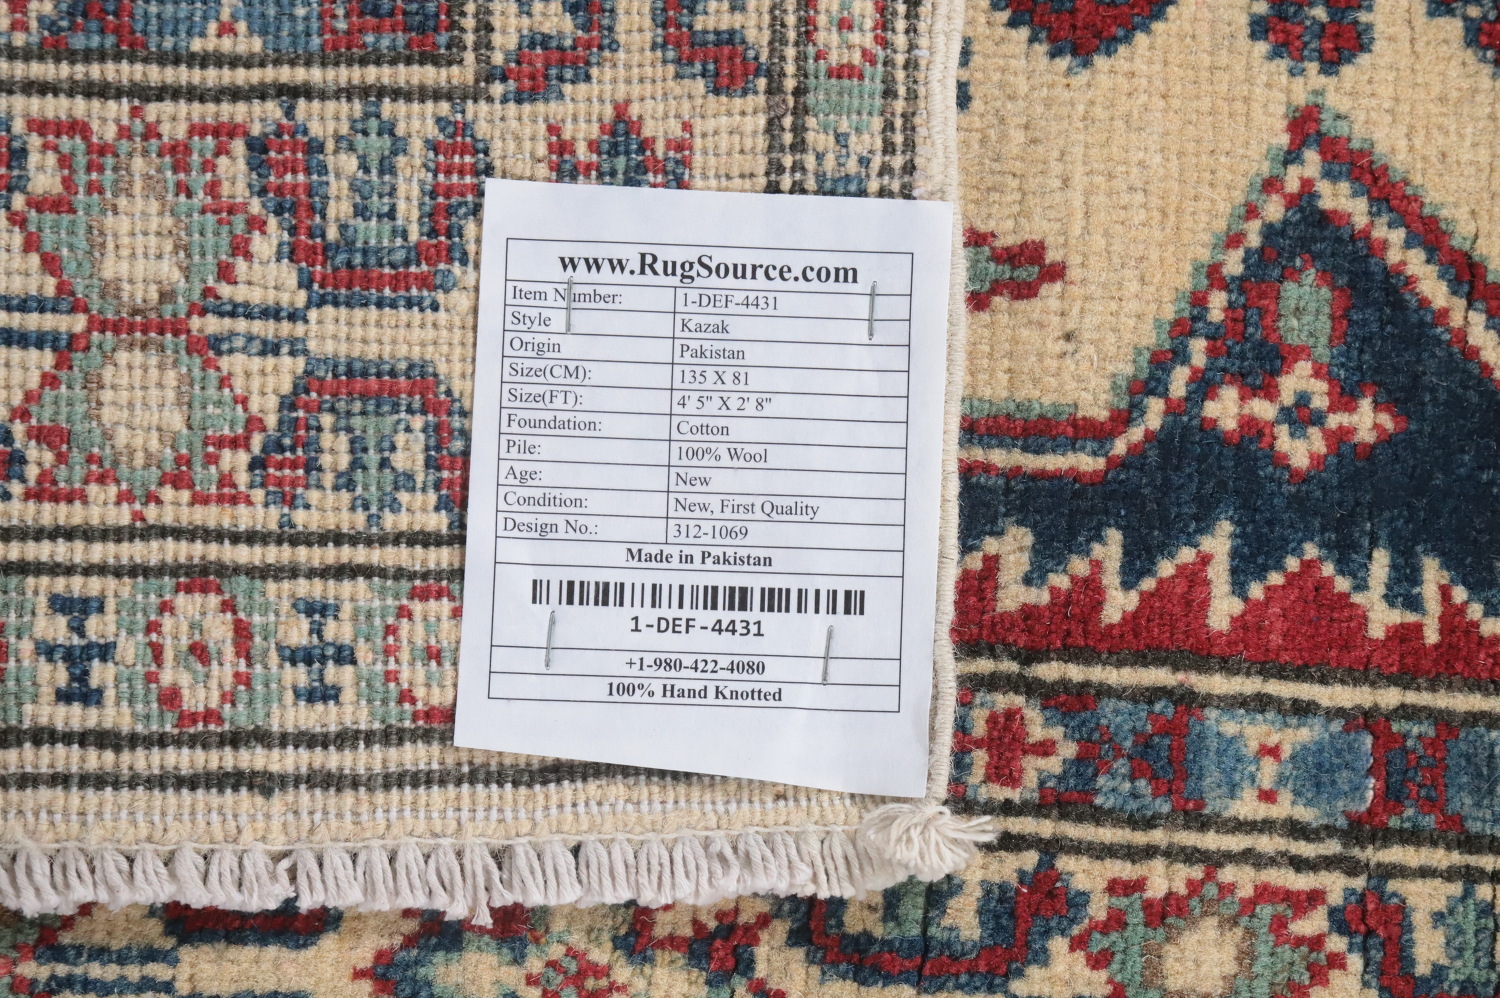 www.RugSource.com
Item Number: 1-DEF-4431
Style Kazak
Origin Pakistan
Size(CM): 135 X 81
Size(FT): 4' 5" X 2' 8"
Foundation: Cotton
Pile: 100% Wool
Age: New
Condition: New, First Quality
Design No.: 312-1069
Made in Pakistan
1-DEF-4431
+1-980-422-4080
100% Hand Knotted